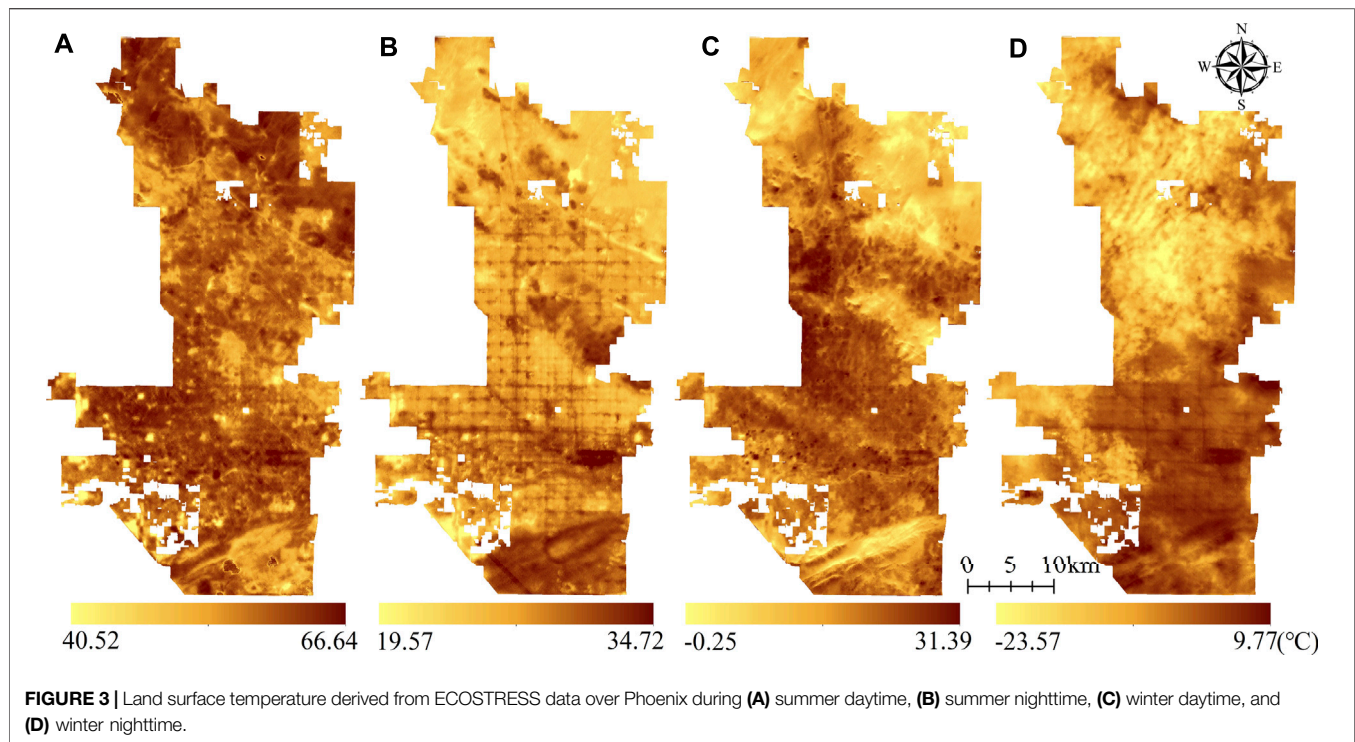 A B C D
N
W E
S
0 5 10km
40.52 66.64 19.57 34.72 -0.25 31.39 -23.57 9.77(°C)
FIGURE 3 | Land surface temperature derived from ECOSTRESS data over Phoenix during (A) summer daytime, (B) summer nighttime, (C) winter daytime, and
(D) winter nighttime.